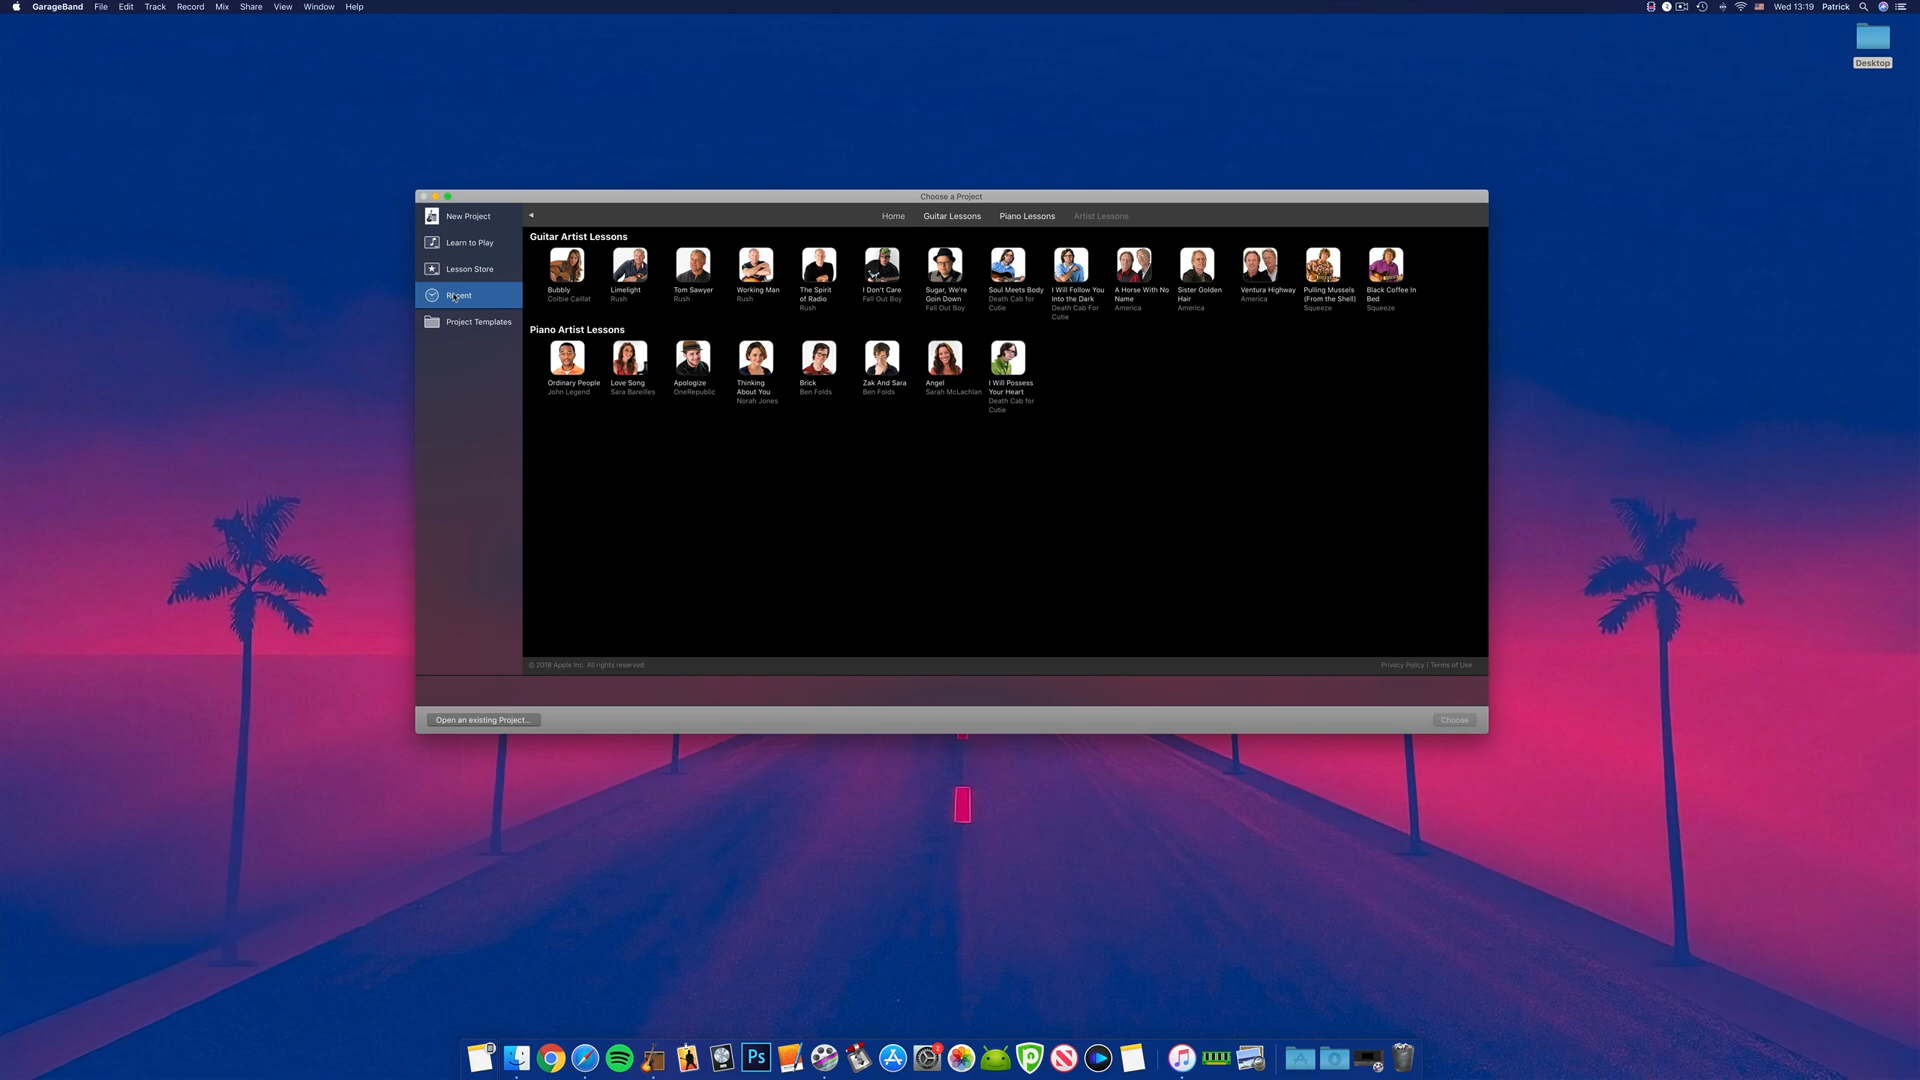 GarageBand File Edit Track Record Mix Share View Window Help
Wed 13:19 Patrick
Desktop
Choose a Project
New Project
Learn to Play
Lesson Store
Recent
Project Templates
Home Guitar Lessons Piano Lessons Artist Lessons
Guitar Artist Lessons
Bubbly
Colbie Caillat
Limelight
Rush
Tom Sawyer
Rush
Working Man
Rush
The Spirit
of Radio
Rush
I Don't Care
Fall Out Boy
Sugar, We're
Goin Down
Fall Out Boy
Soul Meets Body
Death Cab for
Cutie
I Will Follow You
Into the Dark
Death Cab For
Cutie
A Horse With No
Name
America
Sister Golden
Hair
America
Ventura Highway
America
Pulling Mussels
(From the Shell)
Squeeze
Black Coffee In
Bed
Squeeze
Piano Artist Lessons
Ordinary People
John Legend
Love Song
Sara Bareilles
Apologize
OneRepublic
Thinking
About You
Norah Jones
Brick
Ben Folds
Zak And Sara
Ben Folds
Angel
Sarah McLachlan
I Will Possess
Your Heart
Death Cab for
Cutie
© 2018 Apple Inc. All rights reserved.
Privacy Policy | Terms of Use
Open an existing Project...
Choose
Ps